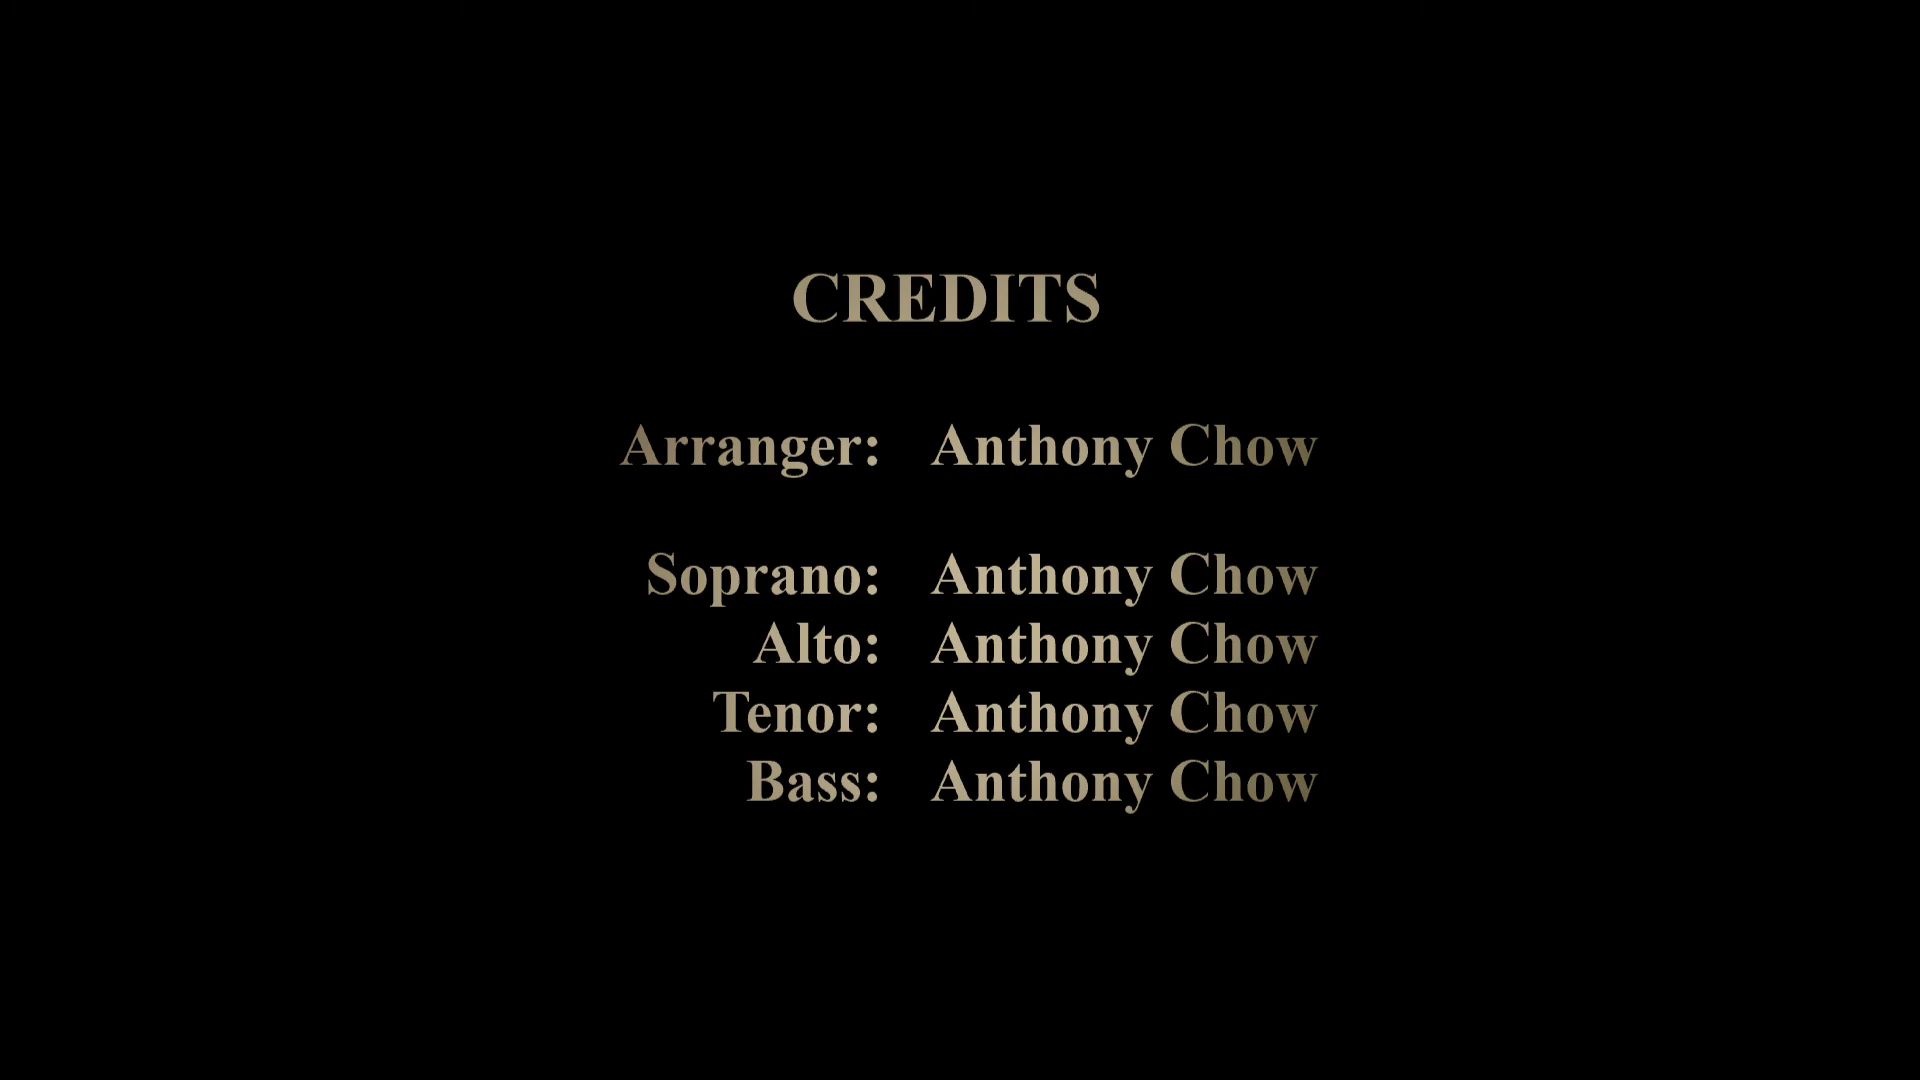 CREDITS
Arranger: Anthony Chow
Soprano: Anthony Chow
Alto: Anthony Chow
Tenor: Anthony Chow
Bass: Anthony Chow